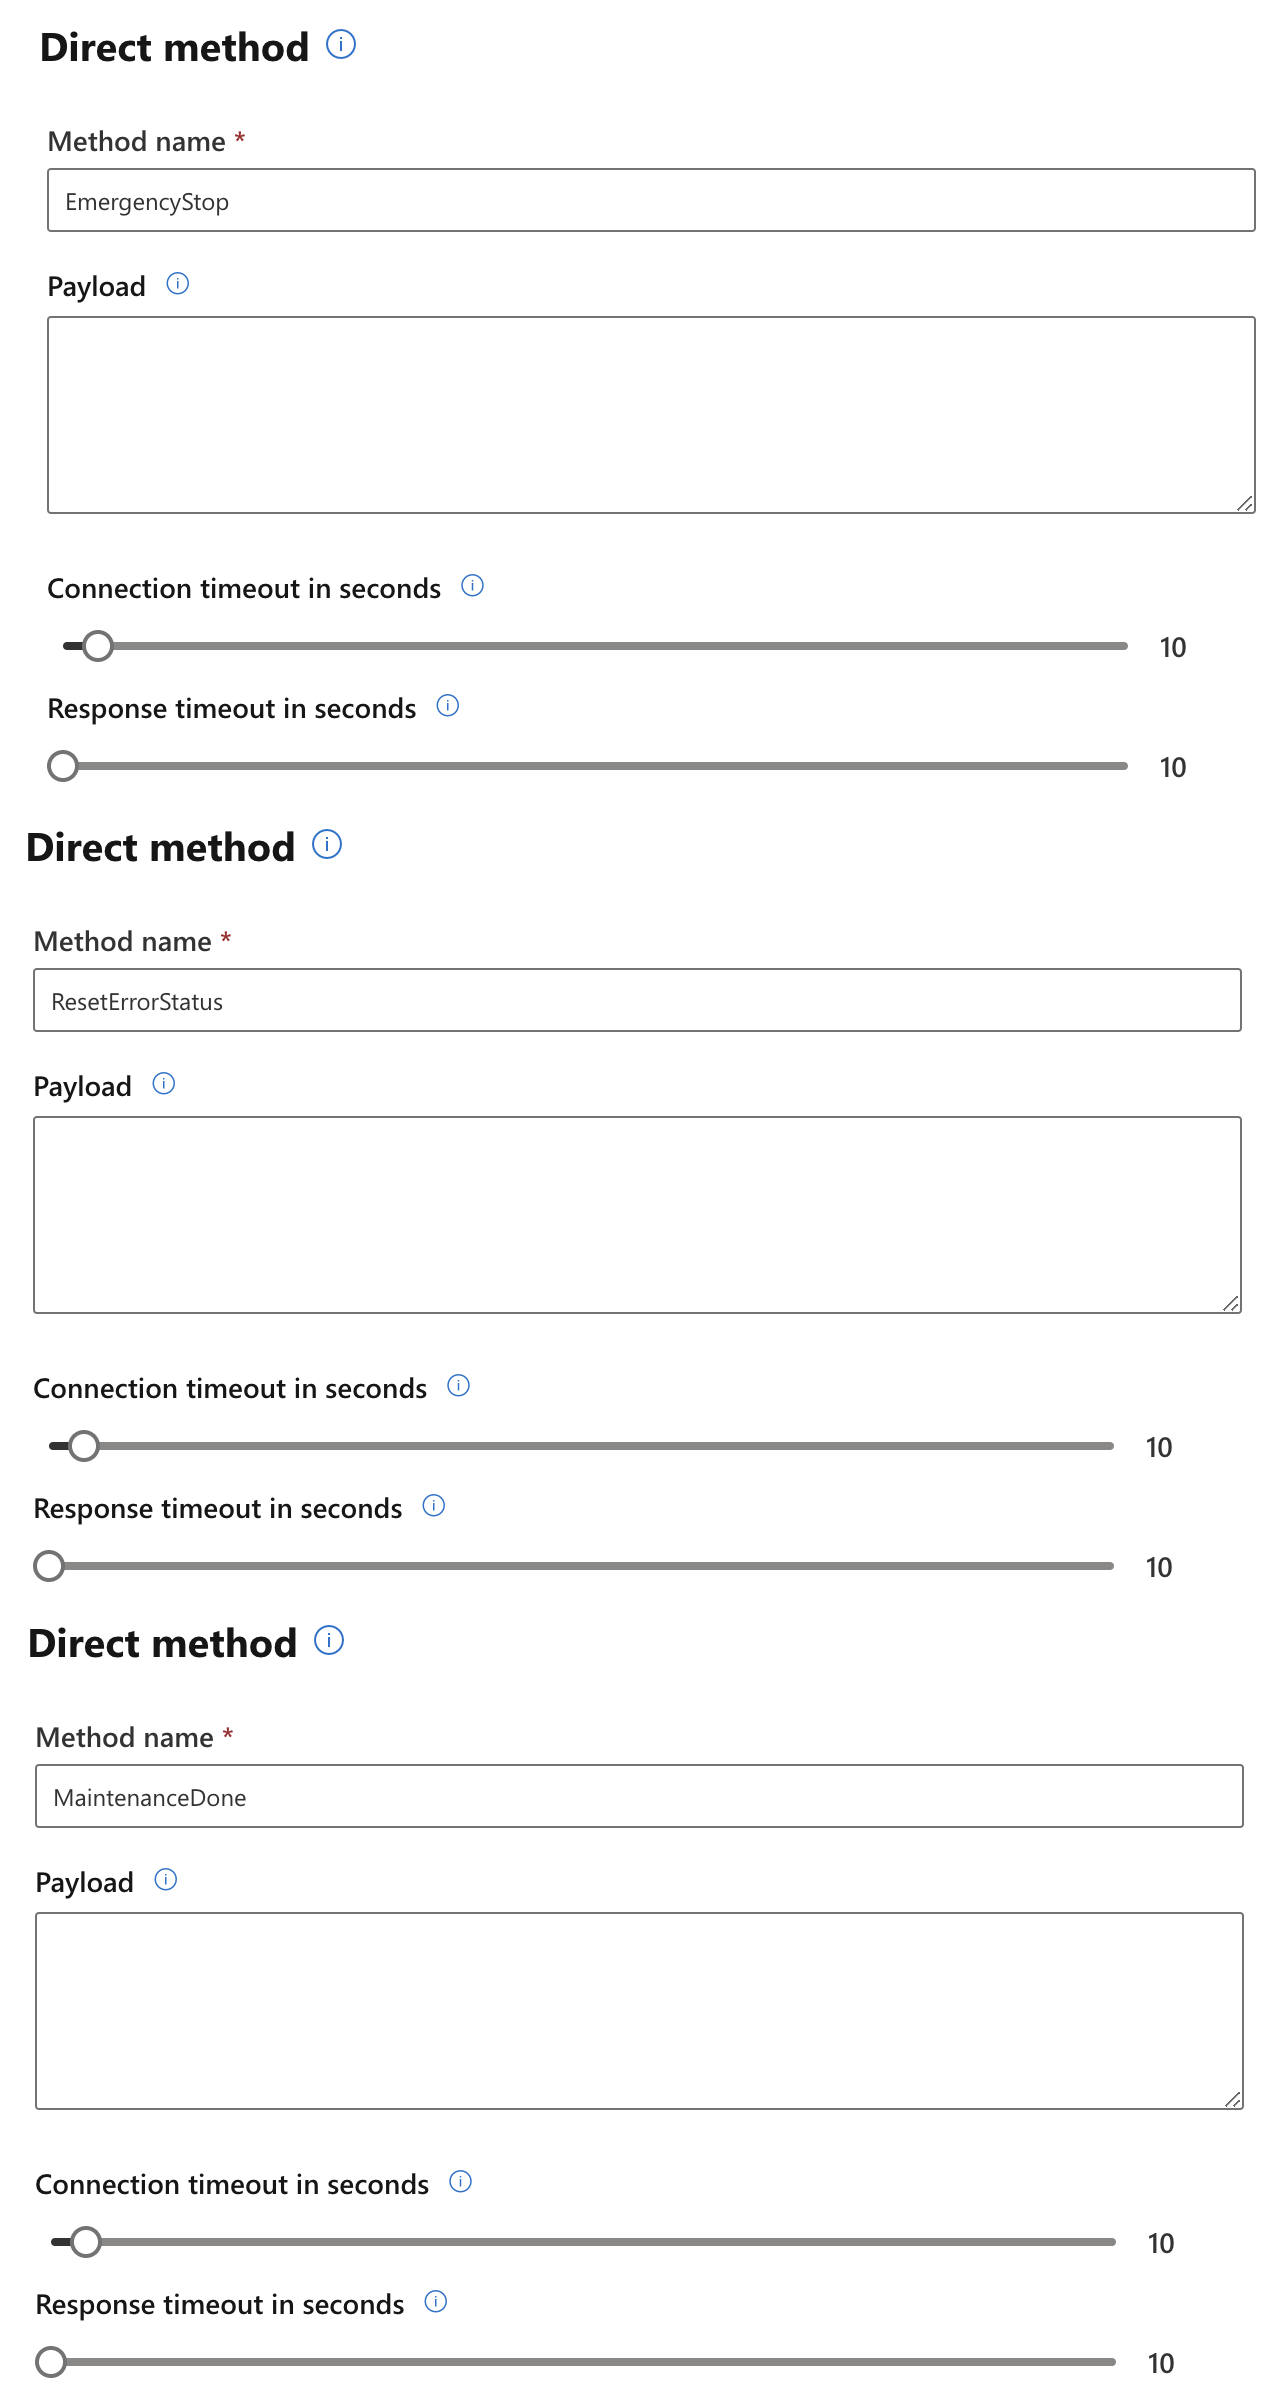 Direct method
Method name *
EmergencyStop
Payload
Connection timeout in seconds
10
Response timeout in seconds
10
Direct method
Method name *
ResetErrorStatus
Payload
Connection timeout in seconds
10
Response timeout in seconds
10
Direct method
Method name *
MaintenanceDone
Payload
Connection timeout in seconds
10
Response timeout in seconds
10